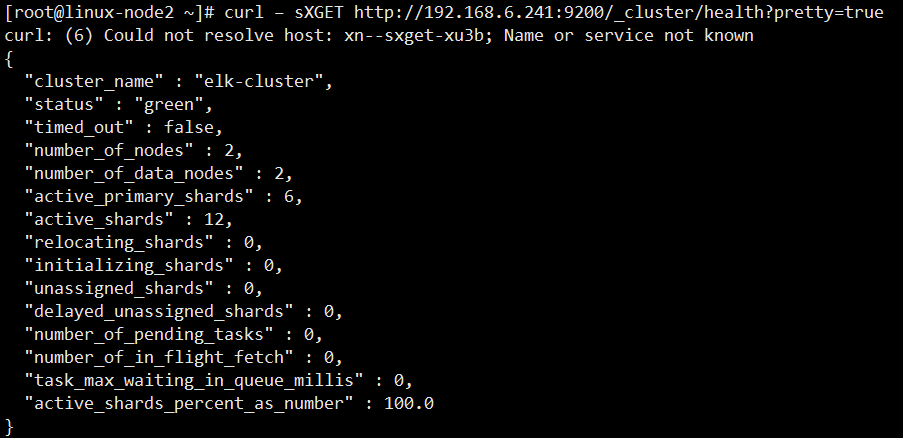 [root@linux-node2 ~]# curl –sXGET http://192.168.6.241:9200/_cluster/health?pretty=true
curl: (6) Could not resolve host: xn--sxget-xu3b; Name or service not known
{
  "cluster_name" : "elk-cluster",
  "status" : "green",
  "timed_out" : false,
  "number_of_nodes" : 2,
  "number_of_data_nodes" : 2,
  "active_primary_shards" : 6,
  "active_shards" : 12,
  "relocating_shards" : 0,
  "initializing_shards" : 0,
  "unassigned_shards" : 0,
  "delayed_unassigned_shards" : 0,
  "number_of_pending_tasks" : 0,
  "number_of_in_flight_fetch" : 0,
  "task_max_waiting_in_queue_millis" : 0,
  "active_shards_percent_as_number" : 100.0
}